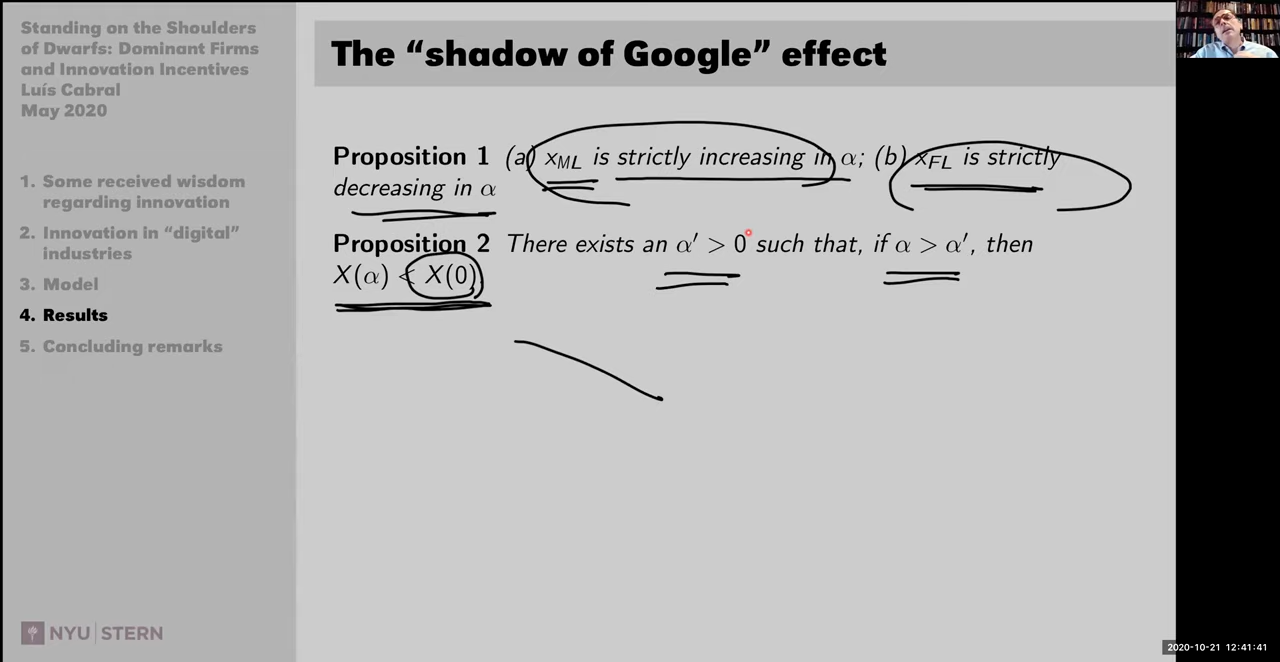 Standing on the Shoulders
of Dwarfs: Dominant Firms
and Innovation Incentives
Luís Cabral
May 2020
1. Some received wisdom
regarding innovation
2. Innovation in “digital”
industries
3. Model
4. Results
5. Concluding remarks
NYU STERN
The “shadow of Google” effect
Proposition 1 (a) xML is strictly increasing in α; (b) xFL is strictly
decreasing in α
Proposition 2 There exists an α′ > 0 such that, if α > α′, then
X(α) < X(0)
2020-10-21 12:41:41